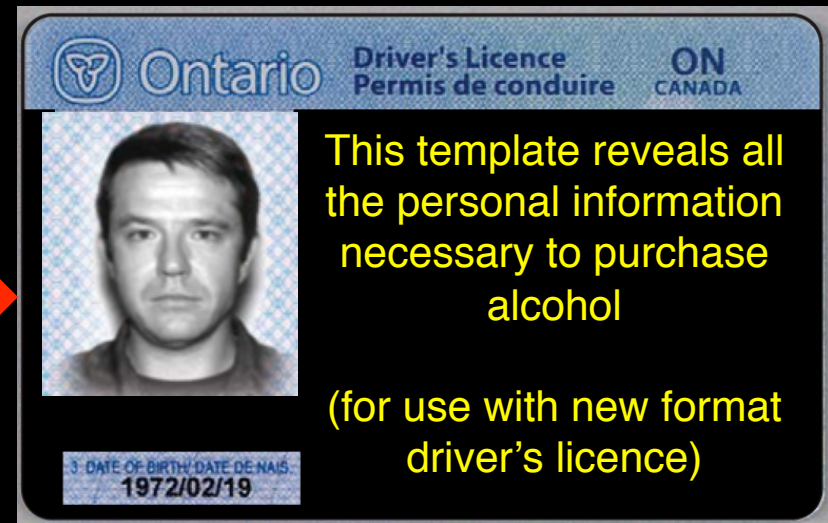 Ontario
Driver's Licence
Permis de conduire
ON
CANADA
This template reveals all
the personal information
necessary to purchase
alcohol
(for use with new format
driver's licence)
3. DATE OF BIRTH/ DATE DE NAIS.
1972/02/19